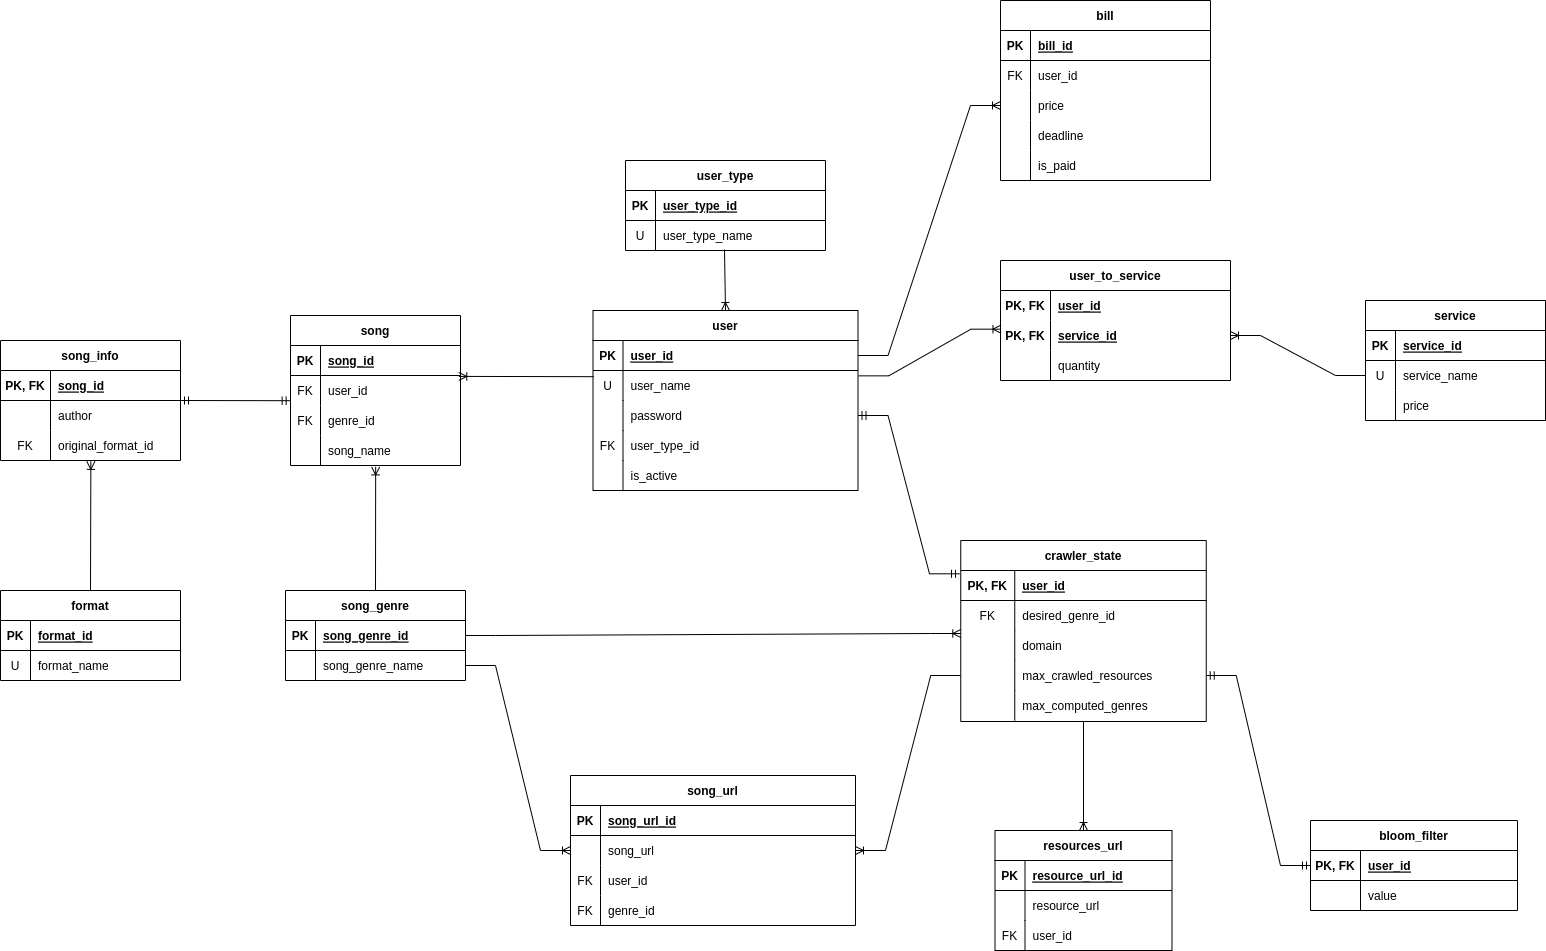 bill
PK bill_id
FK user_id
price
deadline
is_paid
user_type
PK user_type_id
U user_type_name
user_to_service
PK, FK user_id
PK, FK service_id
quantity
service
PK service_id
U service_name
price
user
PK user_id
U user_name
password
FK user_type_id
is_active
song
PK song_id
FK user_id
FK genre_id
song_name
song_info
PK, FK song_id
author
FK original_format_id
format
PK format_id
U format_name
song_genre
PK song_genre_id
song_genre_name
crawler_state
PK, FK user_id
FK desired_genre_id
domain
max_crawled_resources
max_computed_genres
song_url
PK song_url_id
song_url
FK user_id
FK genre_id
resources_url
PK resource_url_id
resource_url
FK user_id
bloom_filter
PK, FK user_id
value